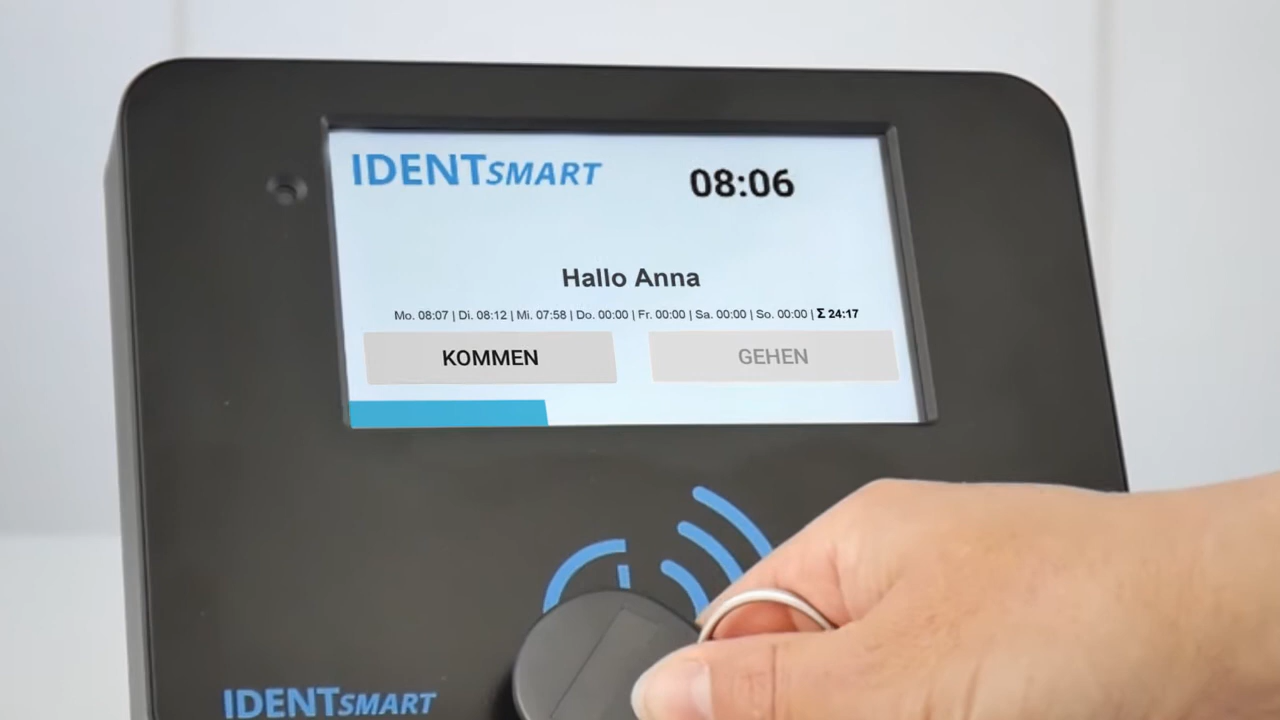 IDENTSMART
08:06
Hallo Anna
Mo. 08:07 | Di. 08:12 | Mi. 07:58 | Do. 00:00 | Fr. 00:00 | Sa. 00:00 | So. 00:00 | Σ 24:17
KOMMEN
GEHEN
IDENTSMART